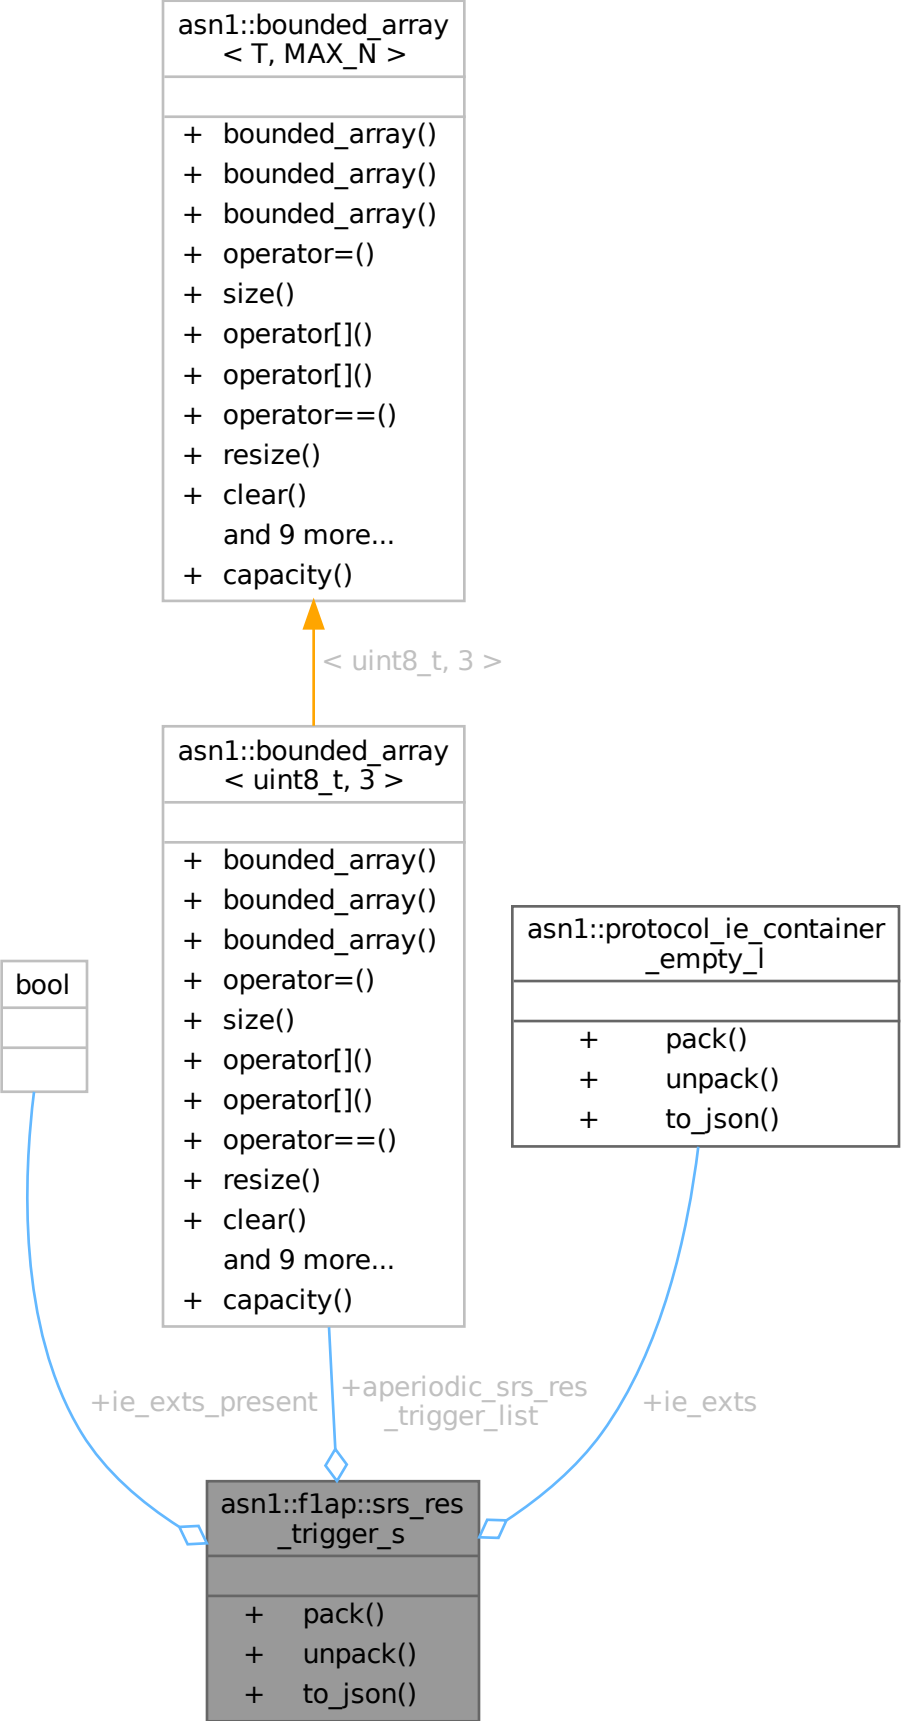 asn1::bounded_array
< T, MAX_N >
+ bounded_array()
+ bounded_array()
+ bounded_array()
+ operator=()
+ size()
+ operator[]()
+ operator[]()
+ operator==()
+ resize()
+ clear()
and 9 more...
+ capacity()
< uint8_t, 3 >
asn1::bounded_array
< uint8_t, 3 >
+ bounded_array()
+ bounded_array()
+ bounded_array()
+ operator=()
+ size()
+ operator[]()
+ operator[]()
+ operator==()
+ resize()
+ clear()
and 9 more...
+ capacity()
asn1::protocol_ie_container
_empty_l
+ pack()
+ unpack()
+ to_json()
bool
+ie_exts_present
+aperiodic_srs_res
_trigger_list
+ie_exts
asn1::f1ap::srs_res
_trigger_s
+ pack()
+ unpack()
+ to_json()